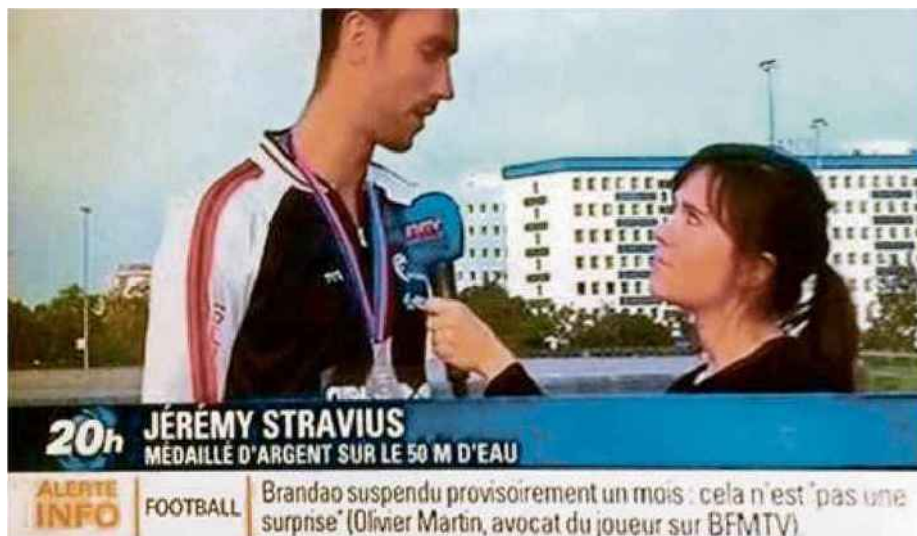 20h
JÉRÉMY STRAVIUS
MÉDAILLÉ D'ARGENT SUR LE 50 M D'EAU
ALERTE
INFO
FOOTBALL
Brandao suspendu provisoirement un mois : cela n'est "pas une
surprise" (Olivier Martin, avocat du joueur sur BFMTV)